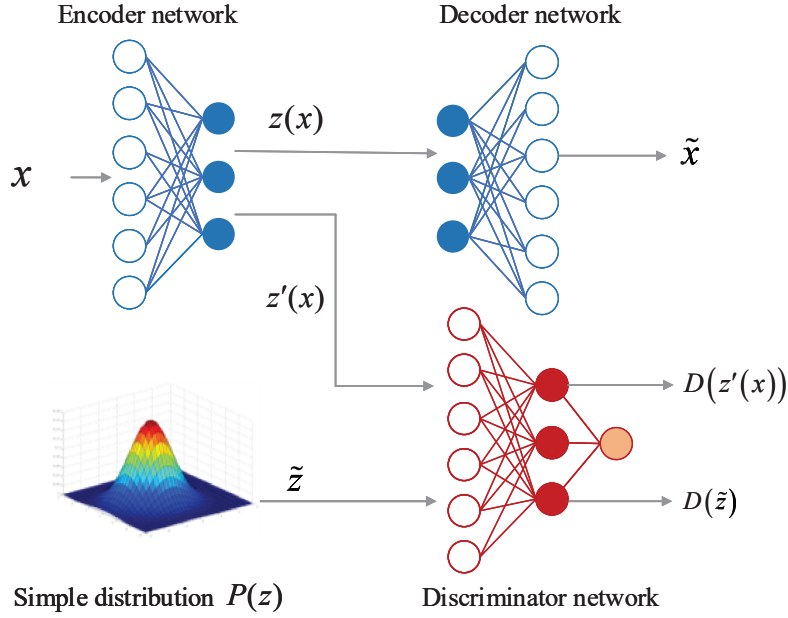 Encoder network
Decoder network
z(x)
x
x̃
z′(x)
D(z′(x))
z̃
D(z̃)
Simple distribution P(z)
Discriminator network